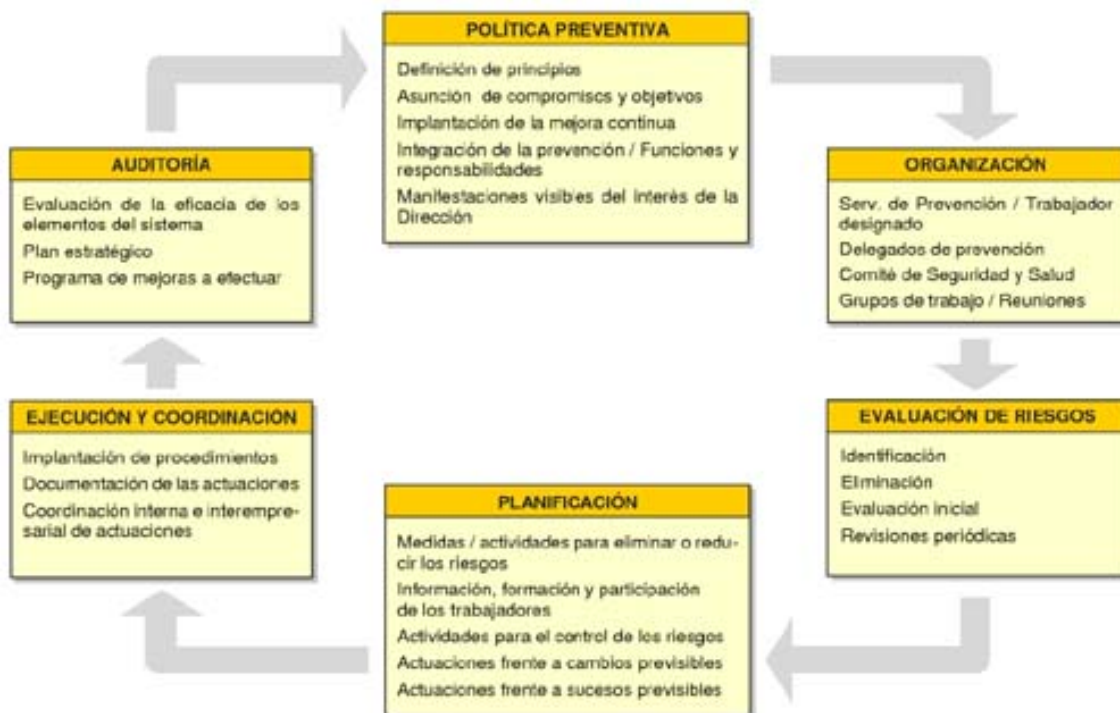 POLÍTICA PREVENTIVA
Definición de principios
Asunción de compromisos y objetivos
Implantación de la mejora continua
Integración de la prevención / Funciones y
responsabilidades
Manifestaciones visibles del interés de la
Dirección
ORGANIZACIÓN
Serv. de Prevención / Trabajador
designado
Delegados de prevención
Comité de Seguridad y Salud
Grupos de trabajo / Reuniones
EVALUACIÓN DE RIESGOS
Identificación
Eliminación
Evaluación inicial
Revisiones periódicas
PLANIFICACIÓN
Medidas / actividades para eliminar o redu-
cir los riesgos
Información, formación y participación
de los trabajadores
Actividades para el control de los riesgos
Actuaciones frente a cambios previsibles
Actuaciones frente a sucesos previsibles
EJECUCIÓN Y COORDINACIÓN
Implantación de procedimientos
Documentación de las actuaciones
Coordinación interna e interempre-
sarial de actuaciones
AUDITORÍA
Evaluación de la eficacia de los
elementos del sistema
Plan estratégico
Programa de mejoras a efectuar